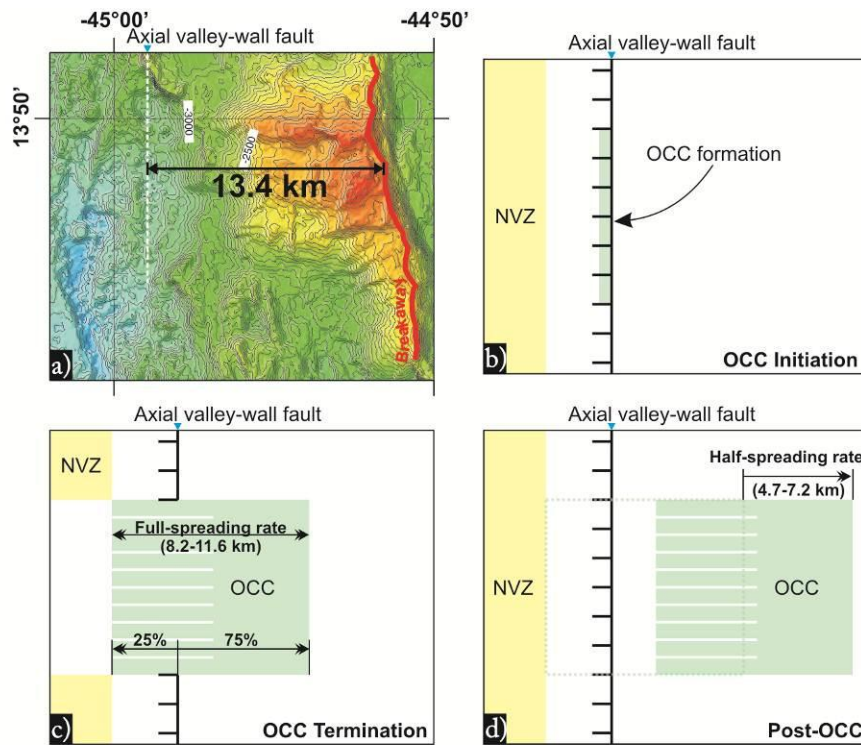 -45°00'
-44°50'
Axial valley-wall fault
13°50'
-3000
-2500
13.4 km
Breakaway
a)
Axial valley-wall fault
OCC formation
NVZ
b)
OCC Initiation
Axial valley-wall fault
NVZ
Full-spreading rate
(8.2-11.6 km)
OCC
25%
75%
c)
OCC Termination
Axial valley-wall fault
Half-spreading rate
(4.7-7.2 km)
NVZ
OCC
d)
Post-OCC